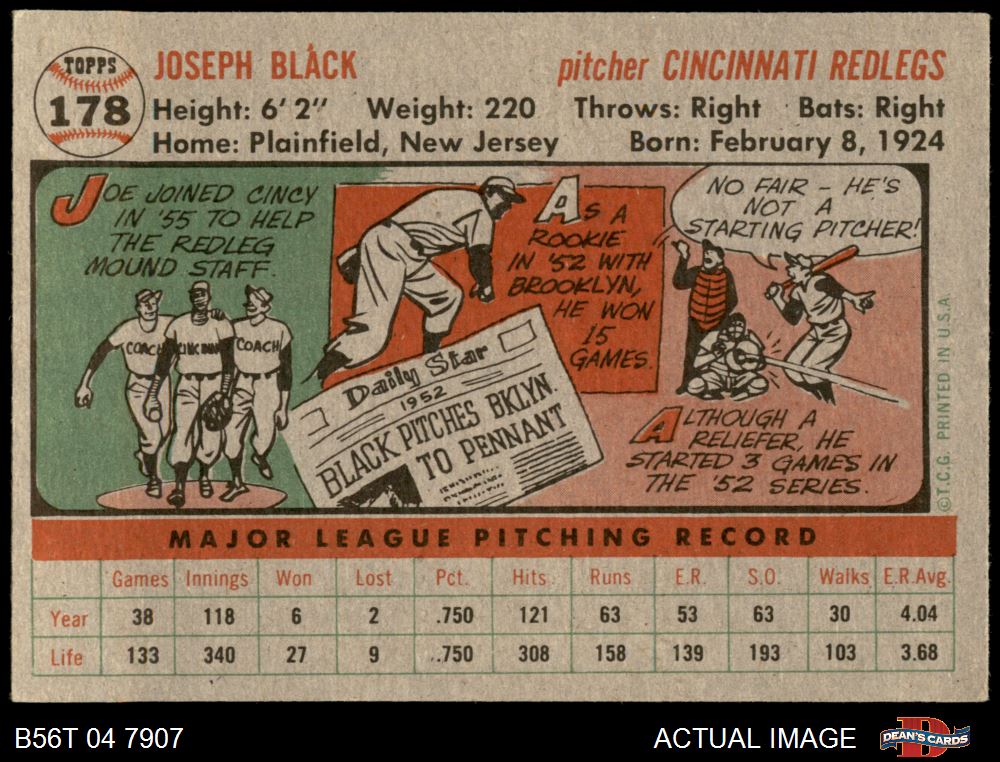 TOPPS
178
JOSEPH BLACK
pitcher CINCINNATI REDLEGS
Height: 6' 2" Weight: 220 Throws: Right Bats: Right
Home: Plainfield, New Jersey Born: February 8, 1924
JOE JOINED CINCY
IN '55 TO HELP
THE REDLEG
MOUND STAFF.
COACH
COACH
AS A
ROOKIE
IN '52 WITH
BROOKLYN,
HE WON
15
GAMES.
Daily Star
1952
BLACK PITCHES BKLYN.
TO PENNANT
NO FAIR – HE'S
NOT A
STARTING PITCHER!
ALTHOUGH A
RELIEFER, HE
STARTED 3 GAMES IN
THE '52 SERIES.
©T.C.G. PRINTED IN U.S.A.
MAJOR LEAGUE PITCHING RECORD
Games Innings Won Lost Pct. Hits Runs E.R. S.O. Walks E.R.Avg.
Year 38 118 6 2 .750 121 63 53 63 30 4.04
Life 133 340 27 9 .750 308 158 139 193 103 3.68
B56T 04 7907
ACTUAL IMAGE
D
DEAN'S CARDS